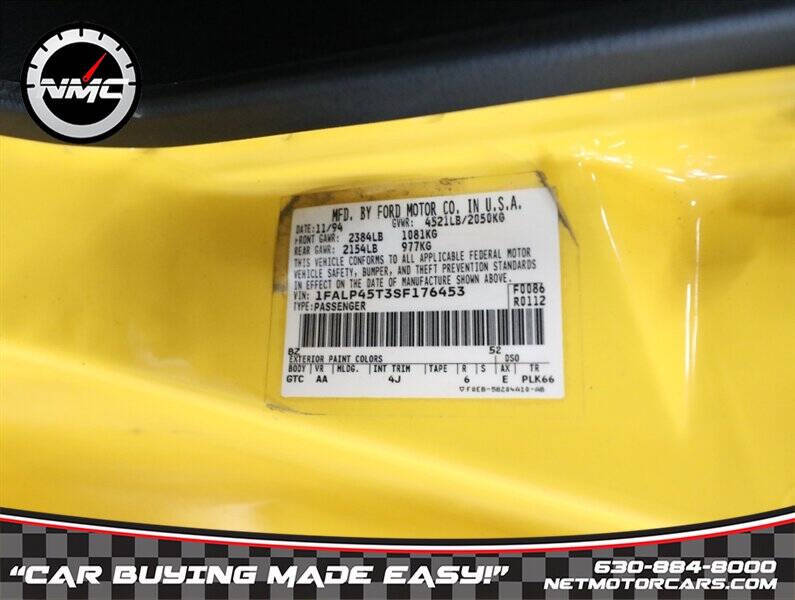 NMC
MFD. BY FORD MOTOR CO. IN U.S.A.
DATE: 11/94 GVWR: 4521LB/2050KG
FRONT GAWR: 2384LB 1081KG
REAR GAWR: 2154LB 977KG
THIS VEHICLE CONFORMS TO ALL APPLICABLE FEDERAL MOTOR
VEHICLE SAFETY, BUMPER, AND THEFT PREVENTION STANDARDS
IN EFFECT ON THE DATE OF MANUFACTURE SHOWN ABOVE.
VIN: 1FALP45T3SF176453 F0086
TYPE: PASSENGER R0112
BZ 52
EXTERIOR PAINT COLORS DSO
BODY VR MLDG. INT TRIM TAPE R S AX TR
GTC AA 4J 6 E PLK66
"CAR BUYING MADE EASY!"
630-884-8000
NETMOTORCARS.COM